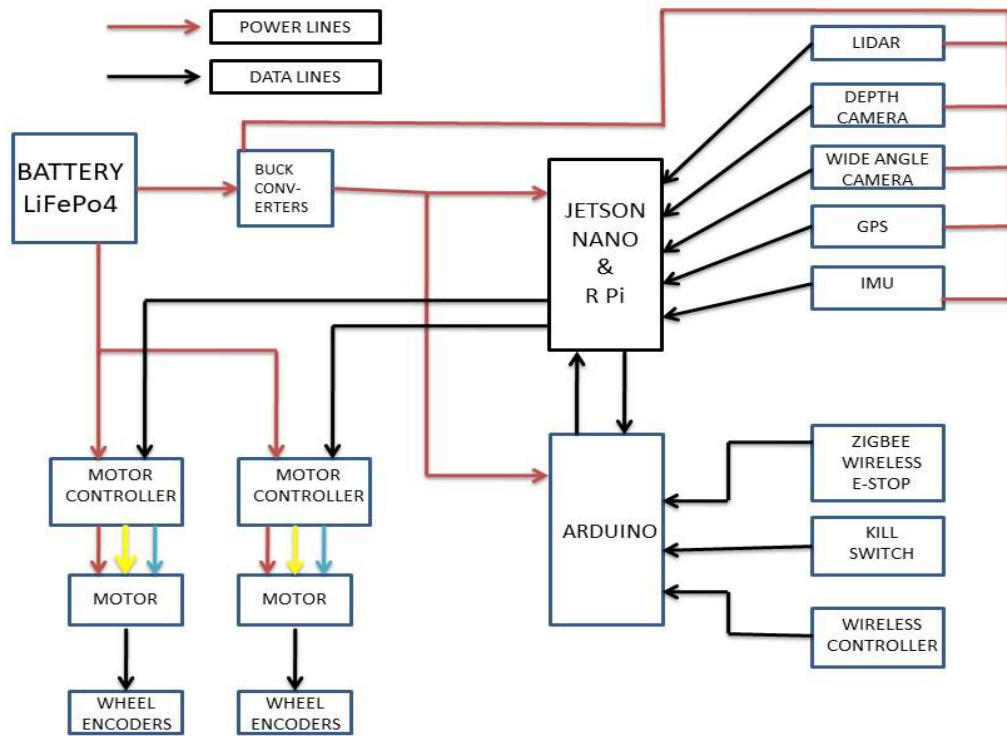 POWER LINES
DATA LINES
BATTERY
LiFePo4
BUCK
CONV-
ERTERS
JETSON
NANO
&
R Pi
LIDAR
DEPTH
CAMERA
WIDE ANGLE
CAMERA
GPS
IMU
MOTOR
CONTROLLER
MOTOR
CONTROLLER
ARDUINO
ZIGBEE
WIRELESS
E-STOP
KILL
SWITCH
WIRELESS
CONTROLLER
MOTOR
MOTOR
WHEEL
ENCODERS
WHEEL
ENCODERS